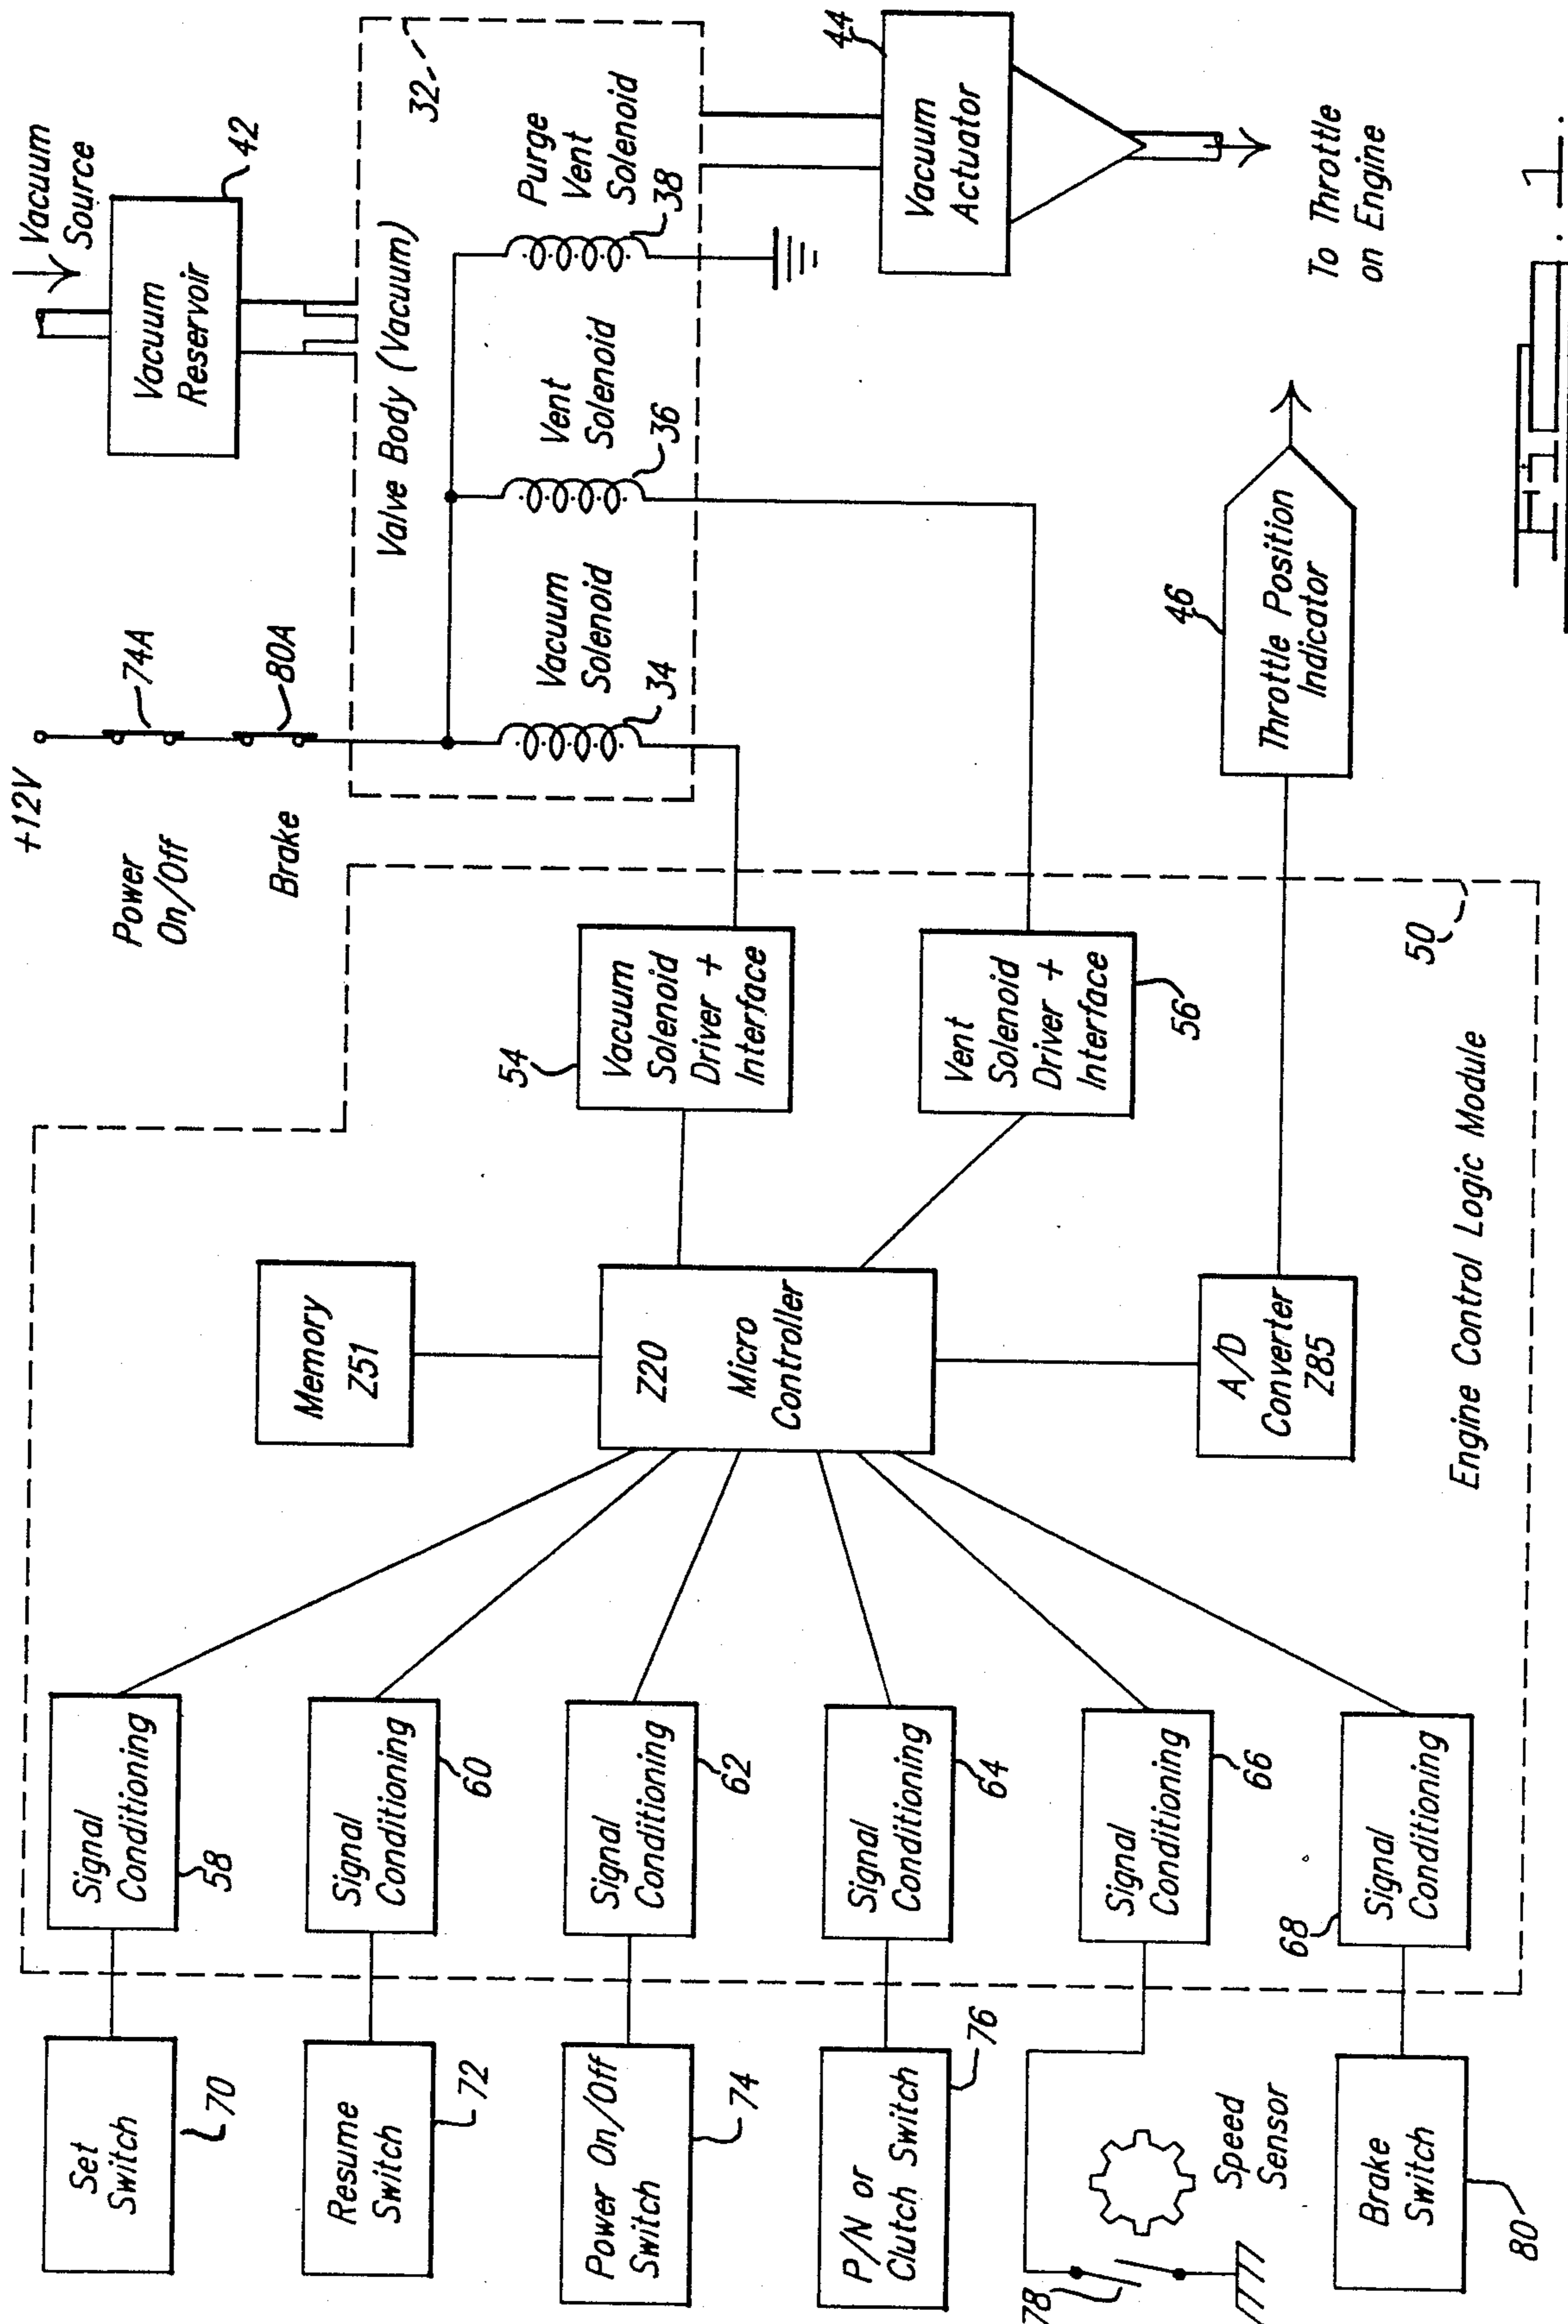 Set
Switch
70
Resume
Switch
72
Power On/Off
Switch
74
P/N or
Clutch Switch
76
78
Speed
Sensor
Brake
Switch
80
Signal
Conditioning
58
Signal
Conditioning
60
Signal
Conditioning
62
Signal
Conditioning
64
Signal
Conditioning
66
Signal
Conditioning
68
Memory
Z51
Z20
Micro
Controller
A/D
Converter
Z85
Engine Control Logic Module
50
Vacuum
Solenoid
Driver +
Interface
54
Vent
Solenoid
Driver +
Interface
56
+12V
Power
On/Off
74A
Brake
80A
Valve Body (Vacuum)
32
Vacuum
Solenoid
34
Vent
Solenoid
36
Purge
Vent
Solenoid
38
Vacuum
Source
Vacuum
Reservoir
42
Vacuum
Actuator
44
To Throttle
on Engine
Throttle Position
Indicator
46